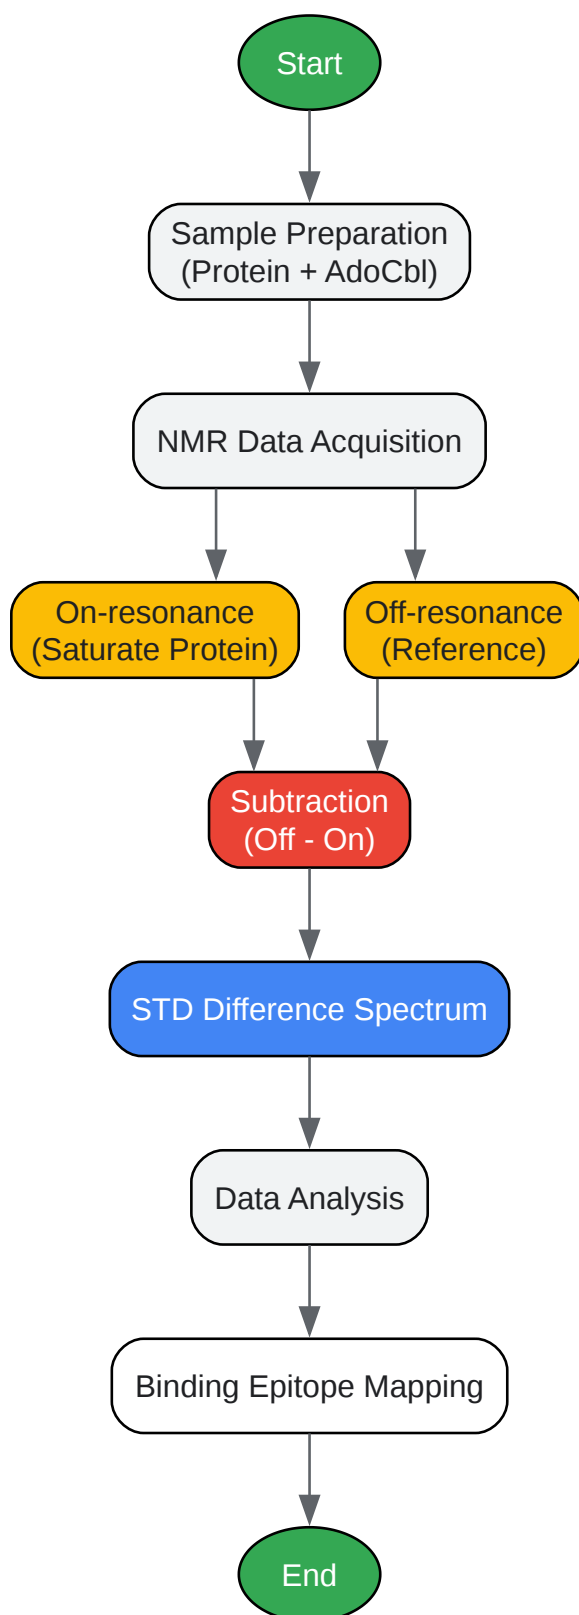 Start
Sample Preparation
(Protein + AdoCbl)
NMR Data Acquisition
On-resonance
(Saturate Protein)
Off-resonance
(Reference)
Subtraction
(Off - On)
STD Difference Spectrum
Data Analysis
Binding Epitope Mapping
End